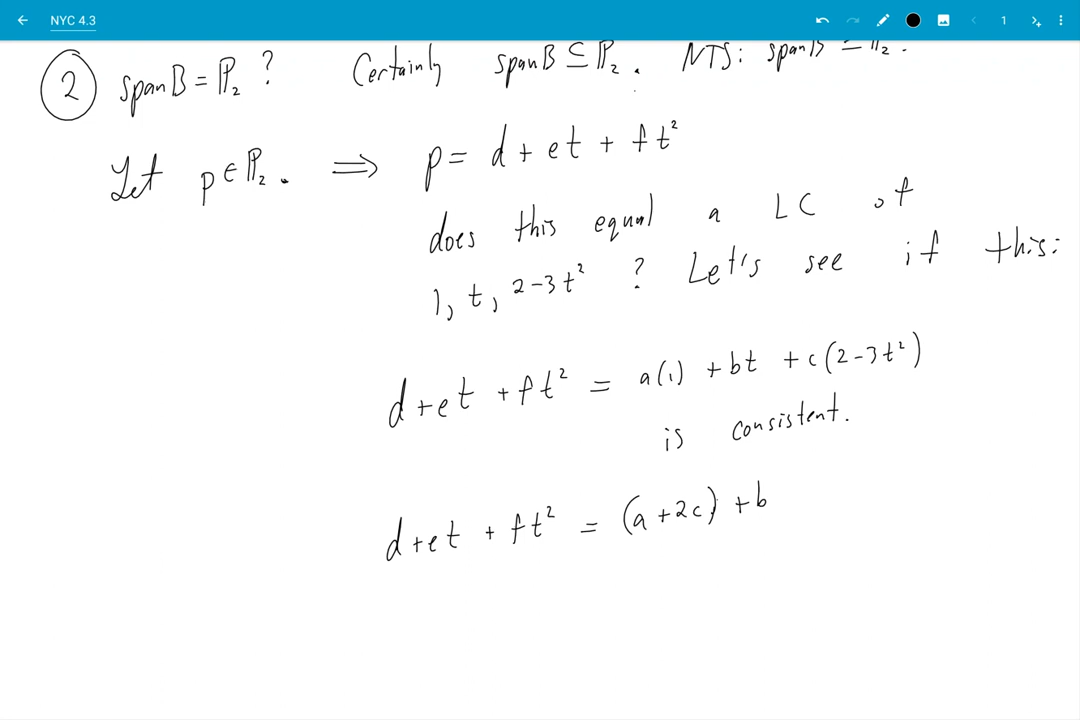 NYC 4.3
1
2 span B = ℙ₂ ? Certainly span B ⊆ ℙ₂. NTS: span B
Let p ∈ ℙ₂. ⟹ p = d + et + ft²
does this equal a LC of
1, t, 2-3t² ? Let's see if this:
d+et+ft² = a(1) + bt + c(2-3t²)
is consistent.
d+et + ft² = (a+2c) + b